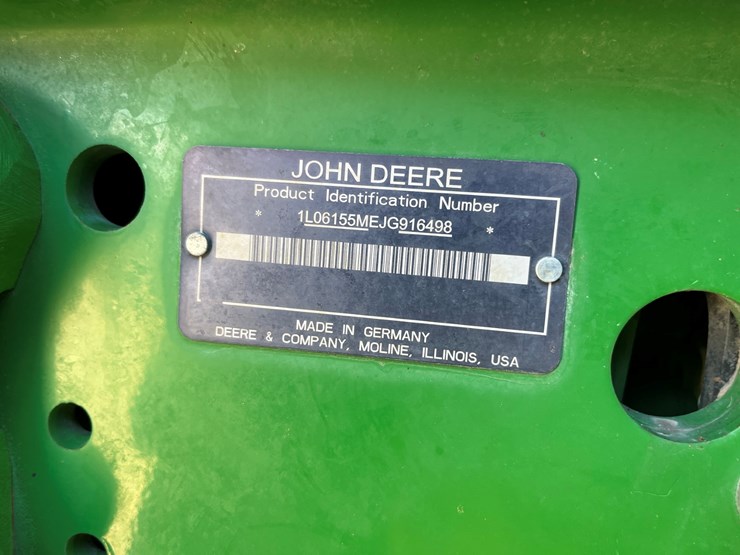 JOHN DEERE
Product Identification Number
* 1L06155MEJG916498 *
MADE IN GERMANY
DEERE & COMPANY, MOLINE, ILLINOIS, USA